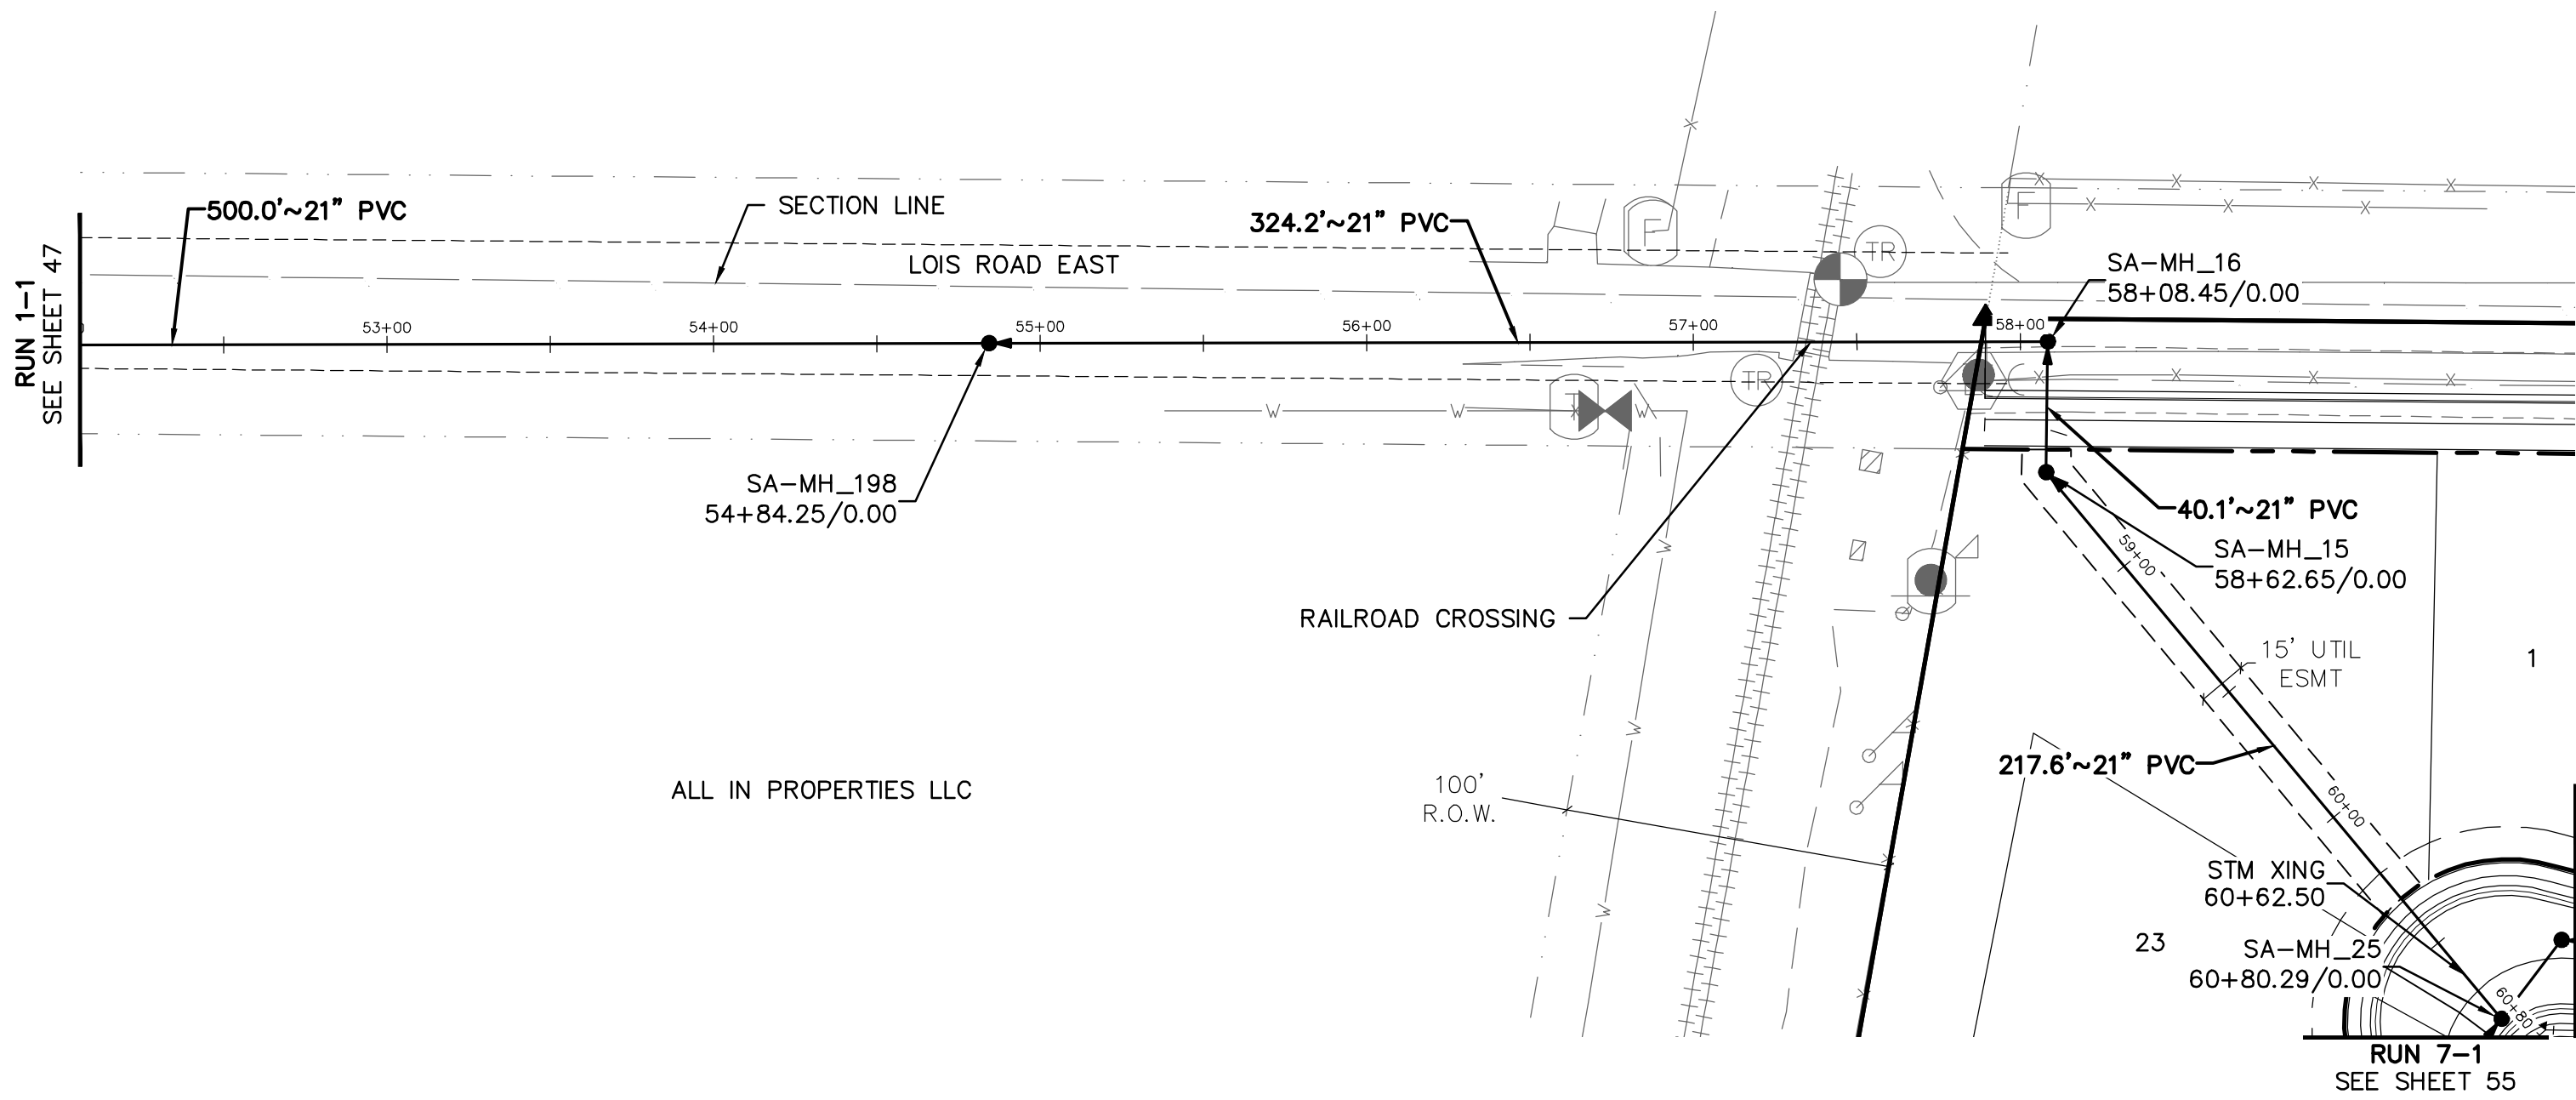 500.0'~21" PVC
SECTION LINE
324.2'~21" PVC
LOIS ROAD EAST
TR
F
F
SA-MH_16
58+08.45/0.00
RUN 1-1
SEE SHEET 47
53+00
54+00
55+00
56+00
57+00
58+00
TR
W
W
W
SA-MH_198
54+84.25/0.00
40.1'~21" PVC
SA-MH_15
58+62.65/0.00
59+00
RAILROAD CROSSING
15' UTIL
ESMT
1
W
W
W
217.6'~21" PVC
ALL IN PROPERTIES LLC
100'
R.O.W.
60+00
STM XING
60+62.50
23
SA-MH_25
60+80.29/0.00
60+80
RUN 7-1
SEE SHEET 55